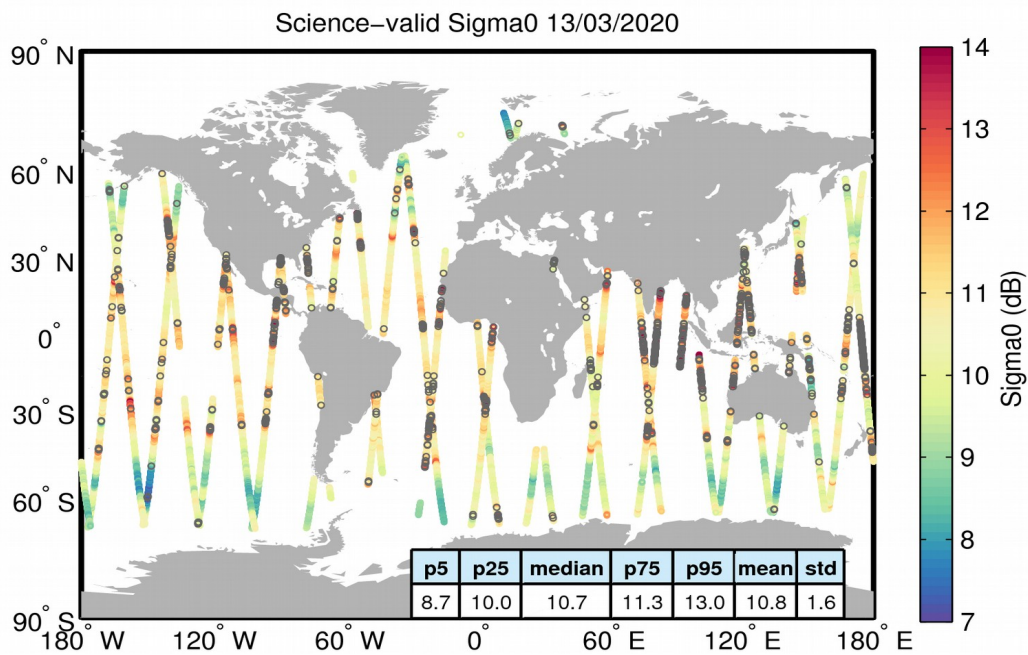 Science−valid Sigma0 13/03/2020
90° N
60° N
30° N
0°
30° S
60° S
90° S
180° W 120° W 60° W 0° 60° E 120° E 180° E
p5 p25 median p75 p95 mean std
8.7 10.0 10.7 11.3 13.0 10.8 1.6
14
13
12
11
10
9
8
7
Sigma0 (dB)